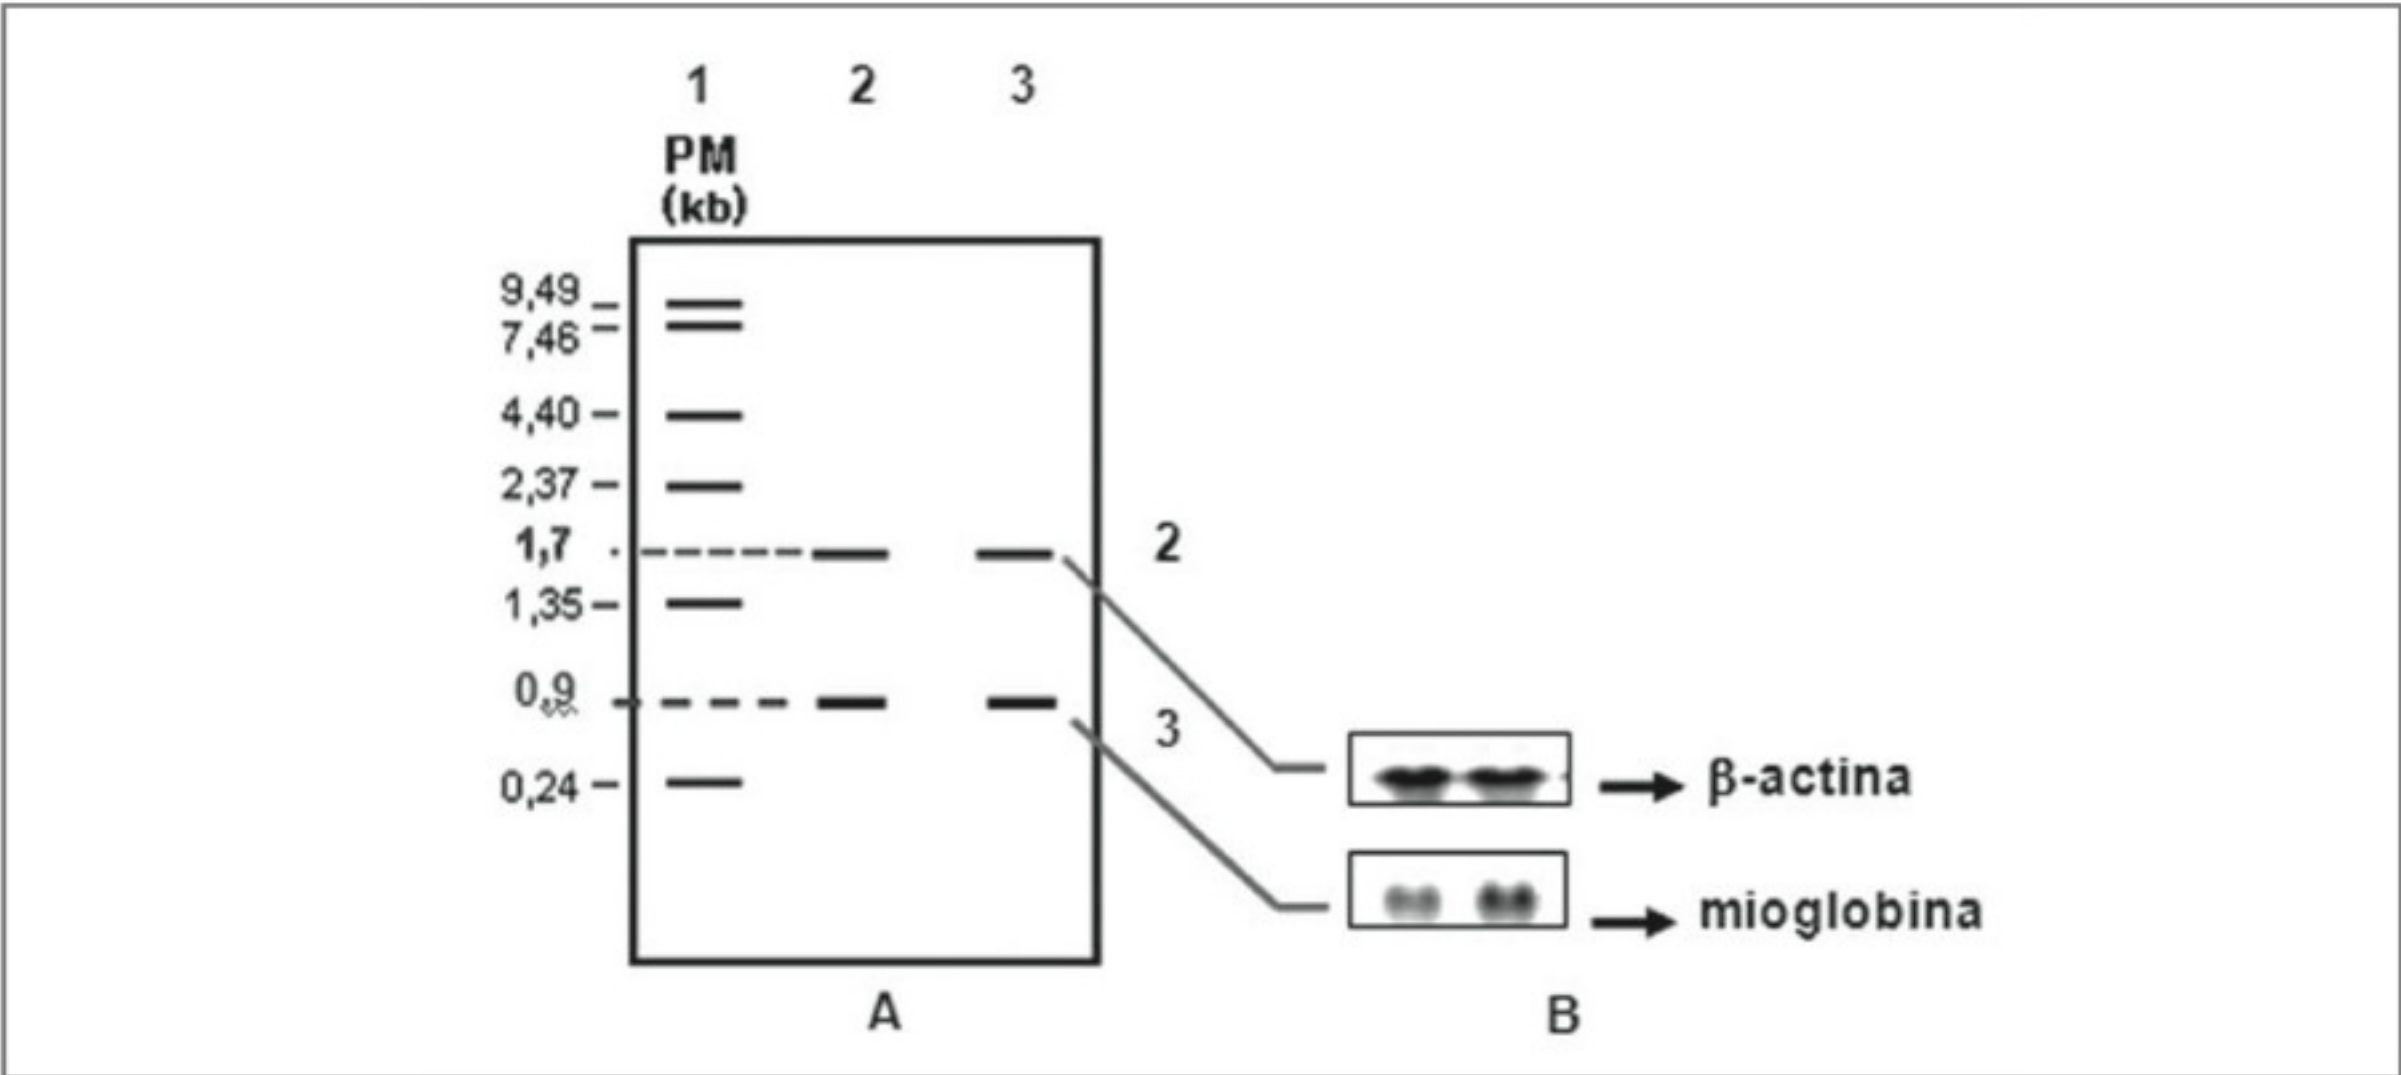 1 2 3
PM
(kb)
9,49
7,46
4,40
2,37
1,7
2
1,35
0,9
3
0,24
β-actina
mioglobina
A
B